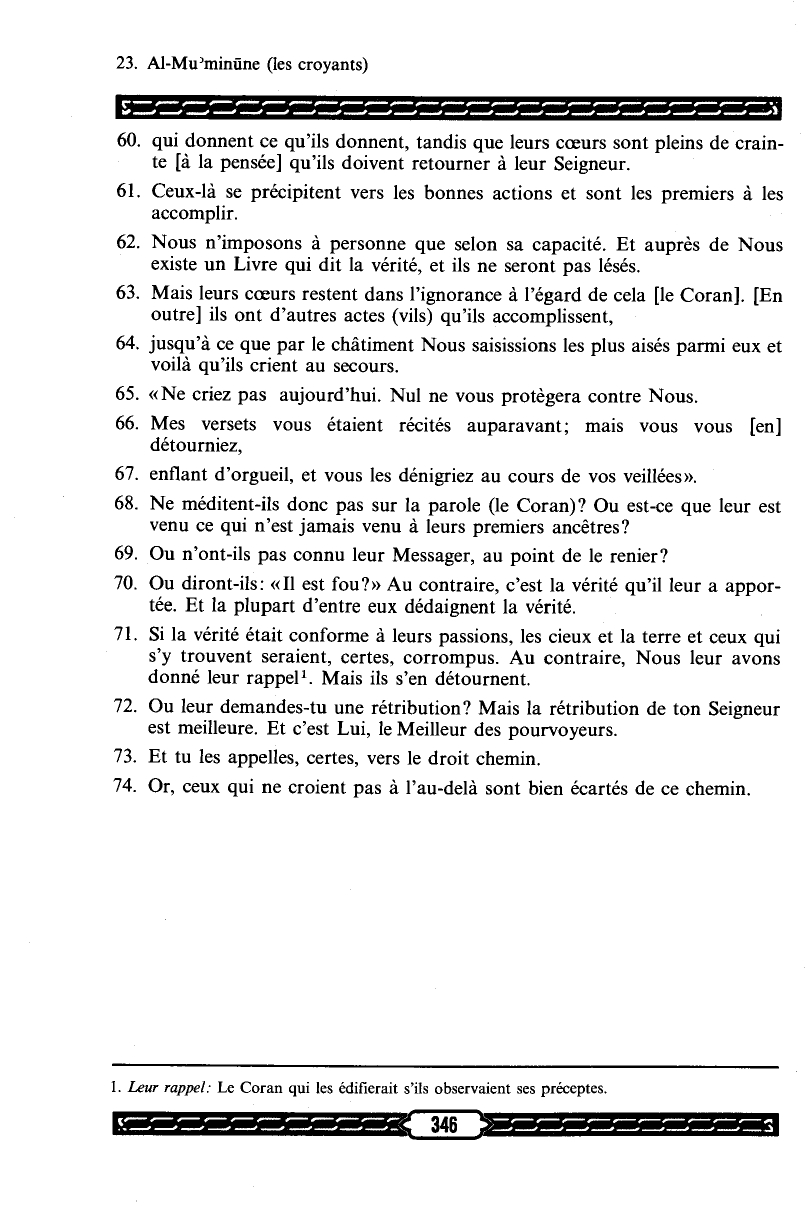 23. Al-Muʾminūne (les croyants)
60. qui donnent ce qu'ils donnent, tandis que leurs cœurs sont pleins de crain-
te [à la pensée] qu'ils doivent retourner à leur Seigneur.
61. Ceux-là se précipitent vers les bonnes actions et sont les premiers à les
accomplir.
62. Nous n'imposons à personne que selon sa capacité. Et auprès de Nous
existe un Livre qui dit la vérité, et ils ne seront pas lésés.
63. Mais leurs cœurs restent dans l'ignorance à l'égard de cela [le Coran]. [En
outre] ils ont d'autres actes (vils) qu'ils accomplissent,
64. jusqu'à ce que par le châtiment Nous saisissions les plus aisés parmi eux et
voilà qu'ils crient au secours.
65. «Ne criez pas aujourd'hui. Nul ne vous protègera contre Nous.
66. Mes versets vous étaient récités auparavant; mais vous vous [en]
détourniez,
67. enflant d'orgueil, et vous les dénigriez au cours de vos veillées».
68. Ne méditent-ils donc pas sur la parole (le Coran)? Ou est-ce que leur est
venu ce qui n'est jamais venu à leurs premiers ancêtres?
69. Ou n'ont-ils pas connu leur Messager, au point de le renier?
70. Ou diront-ils: «Il est fou?» Au contraire, c'est la vérité qu'il leur a appor-
tée. Et la plupart d'entre eux dédaignent la vérité.
71. Si la vérité était conforme à leurs passions, les cieux et la terre et ceux qui
s'y trouvent seraient, certes, corrompus. Au contraire, Nous leur avons
donné leur rappel¹. Mais ils s'en détournent.
72. Ou leur demandes-tu une rétribution? Mais la rétribution de ton Seigneur
est meilleure. Et c'est Lui, le Meilleur des pourvoyeurs.
73. Et tu les appelles, certes, vers le droit chemin.
74. Or, ceux qui ne croient pas à l'au-delà sont bien écartés de ce chemin.
1. Leur rappel: Le Coran qui les édifierait s'ils observaient ses préceptes.
346